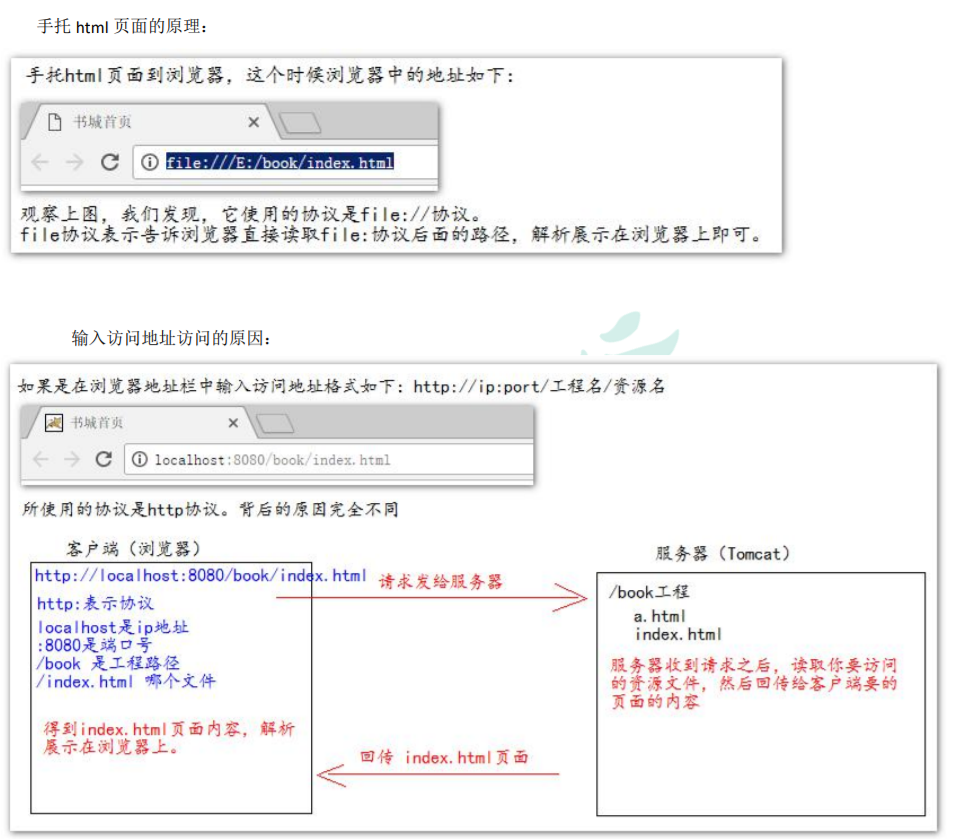 手托 html 页面的原理：
手托html页面到浏览器，这个时候浏览器中的地址如下：
书城首页
file:///E:/book/index.html
观察上图，我们发现，它使用的协议是file://协议。
file协议表示告诉浏览器直接读取file:协议后面的路径，解析展示在浏览器上即可。
输入访问地址访问的原因：
如果是在浏览器地址栏中输入访问地址格式如下：http://ip:port/工程名/资源名
书城首页
localhost:8080/book/index.html
所使用的协议是http协议。背后的原因完全不同
客户端（浏览器）
http://localhost:8080/book/index.html
http:表示协议
localhost是ip地址
:8080是端口号
/book 是工程路径
/index.html 哪个文件
得到index.html页面内容，解析
展示在浏览器上。
请求发给服务器
回传 index.html页面
服务器（Tomcat）
/book工程
a.html
index.html
服务器收到请求之后，读取你要访问
的资源文件，然后回传给客户端要的
页面的内容